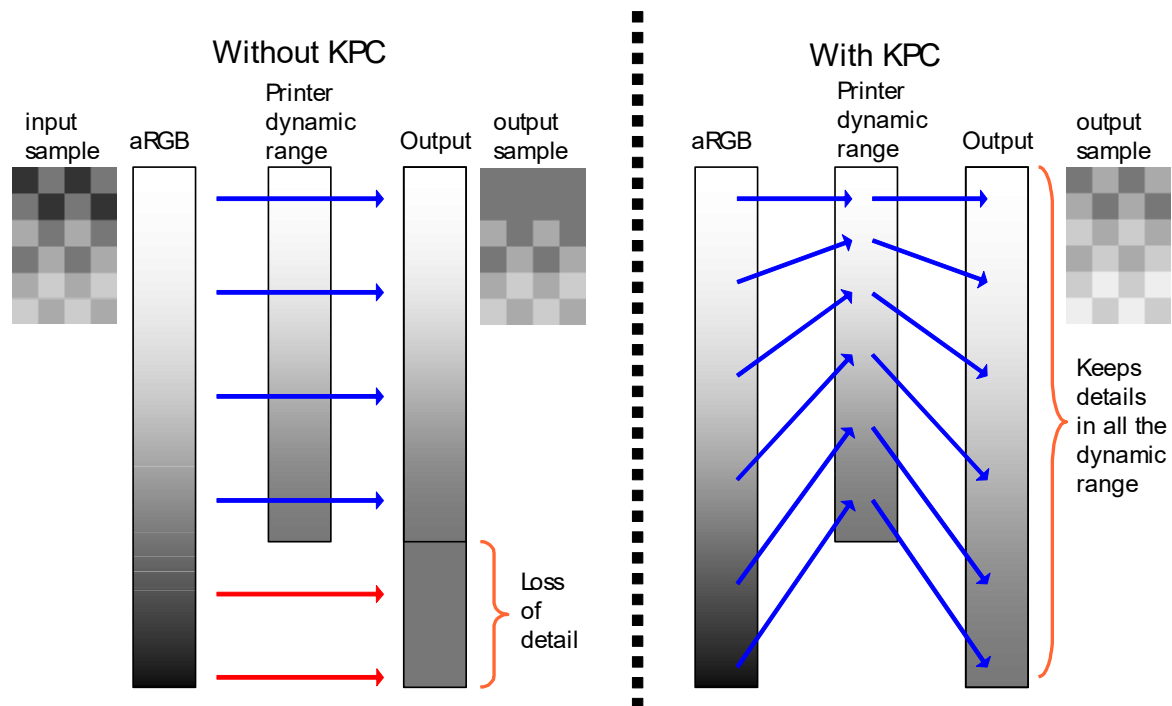 Without KPC
input
sample
aRGB
Printer
dynamic
range
Output
output
sample
Loss
of
detail
With KPC
aRGB
Printer
dynamic
range
Output
output
sample
Keeps
details
in all the
dynamic
range